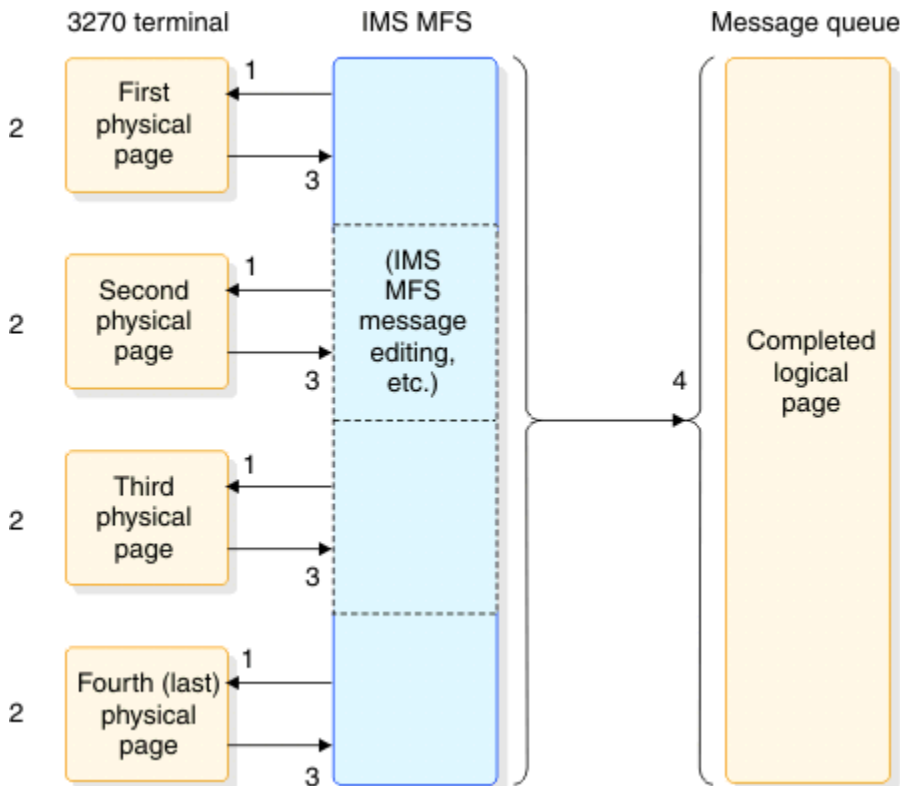 3270 terminal
IMS MFS
Message queue
1
First
physical
page
2
3
1
Second
physical
page
2
3
(IMS
MFS
message
editing,
etc.)
4
Completed
logical
page
1
Third
physical
page
2
3
1
Fourth (last)
physical
page
2
3